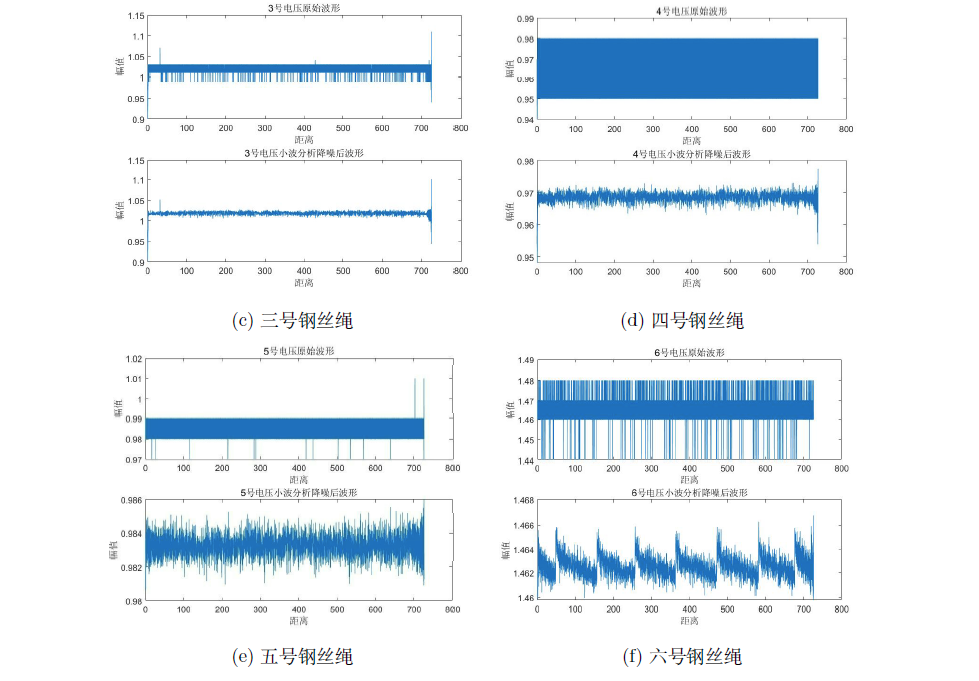 3号电压原始波形
1.15
1.1
1.05
1
0.95
0.9
幅值
0 100 200 300 400 500 600 700 800
距离
3号电压小波分析降噪后波形
1.15
1.1
1.05
1
0.95
0.9
幅值
0 100 200 300 400 500 600 700 800
距离
(c) 三号钢丝绳
4号电压原始波形
0.99
0.98
0.97
0.96
0.95
0.94
幅值
0 100 200 300 400 500 600 700 800
距离
4号电压小波分析降噪后波形
0.98
0.97
0.96
0.95
幅值
0 100 200 300 400 500 600 700 800
距离
(d) 四号钢丝绳
5号电压原始波形
1.02
1.01
1
0.99
0.98
0.97
幅值
0 100 200 300 400 500 600 700 800
距离
5号电压小波分析降噪后波形
0.986
0.984
0.982
0.98
幅值
0 100 200 300 400 500 600 700 800
距离
(e) 五号钢丝绳
6号电压原始波形
1.49
1.48
1.47
1.46
1.45
1.44
幅值
0 100 200 300 400 500 600 700 800
距离
6号电压小波分析降噪后波形
1.468
1.466
1.464
1.462
1.46
幅值
0 100 200 300 400 500 600 700 800
距离
(f) 六号钢丝绳